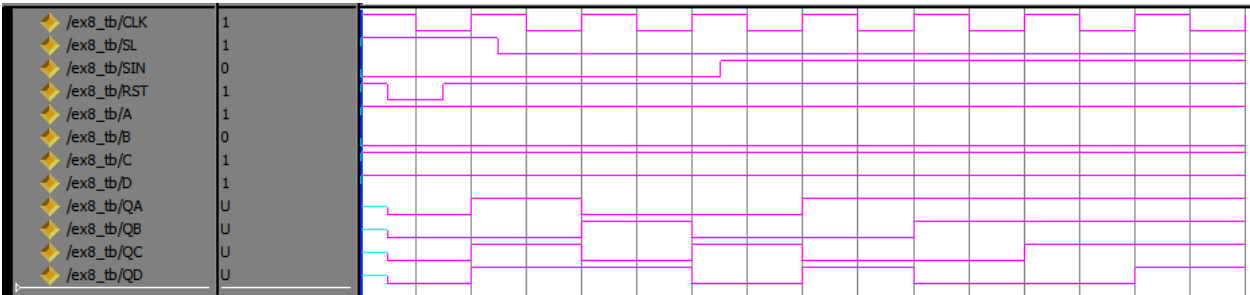 /ex8_tb/CLK 1
/ex8_tb/SL 1
/ex8_tb/SIN 0
/ex8_tb/RST 1
/ex8_tb/A 1
/ex8_tb/B 0
/ex8_tb/C 1
/ex8_tb/D 1
/ex8_tb/QA U
/ex8_tb/QB U
/ex8_tb/QC U
/ex8_tb/QD U